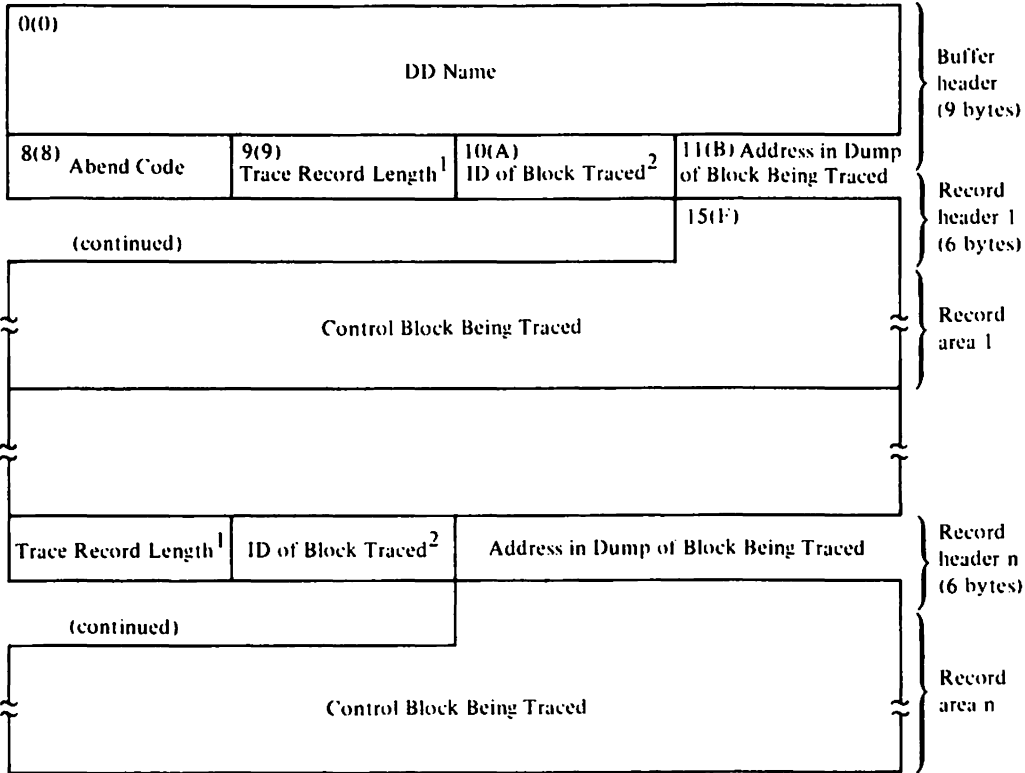 0(0)
DD Name
Buffer
header
(9 bytes)
8(8) Abend Code
9(9)
Trace Record Length1
10(A)
ID of Block Traced2
11(B) Address in Dump
of Block Being Traced
Record
header 1
(6 bytes)
(continued)
15(F)
Control Block Being Traced
Record
area 1
Trace Record Length1
ID of Block Traced2
Address in Dump of Block Being Traced
Record
header n
(6 bytes)
(continued)
Control Block Being Traced
Record
area n